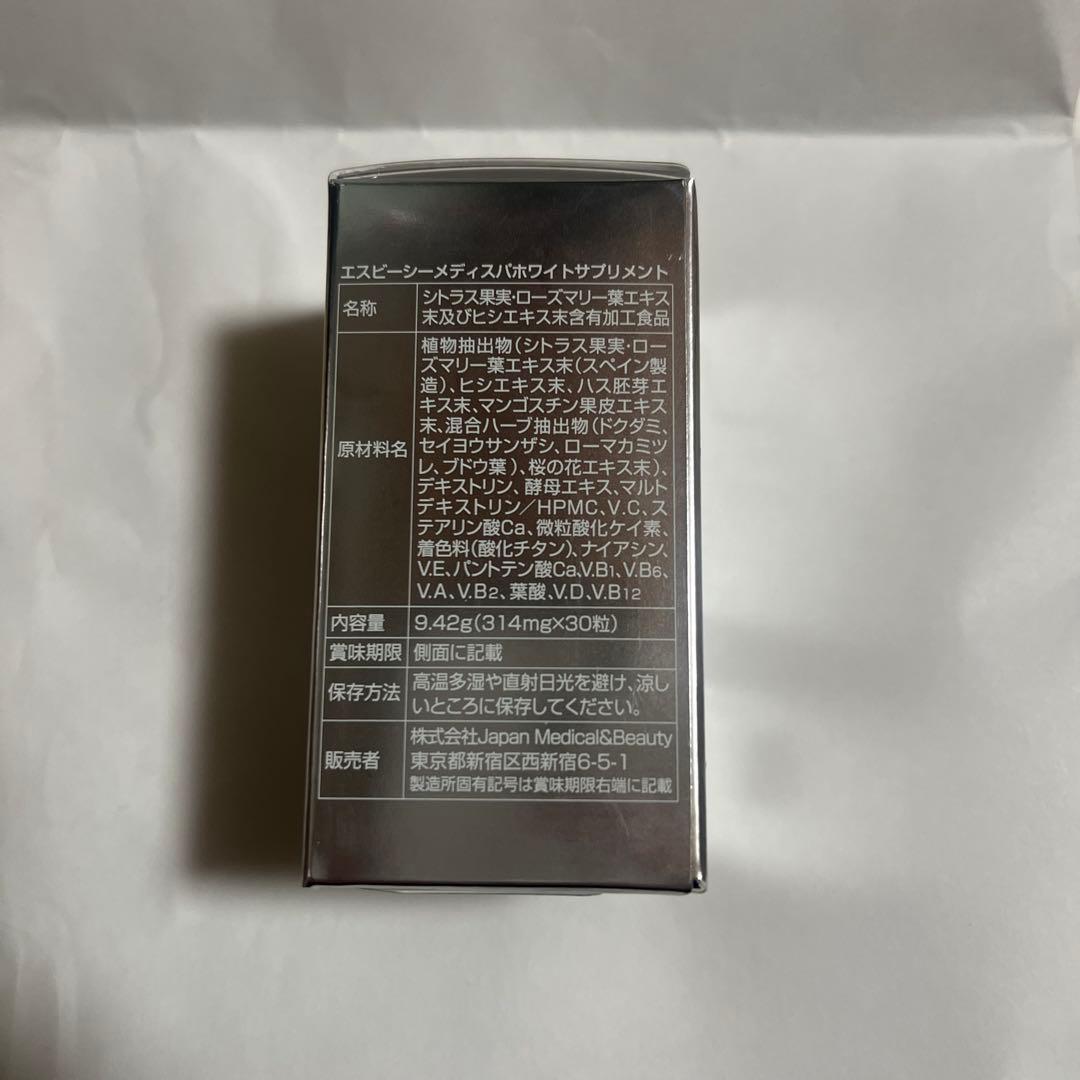 エスビーシーメディスパホワイトサプリメント
名称
シトラス果実・ローズマリー葉エキス
末及びヒシエキス末含有加工食品
原材料名
植物抽出物(シトラス果実・ロー
ズマリー葉エキス末(スペイン製
造)、ヒシエキス末、ハス胚芽エ
キス末、マンゴスチン果皮エキス
末、混合ハーブ抽出物(ドクダミ、
セイヨウサンザシ、ローマカミツ
レ、ブドウ葉)、桜の花エキス末)、
デキストリン、酵母エキス、マルト
デキストリン/HPMC、V.C、ス
テアリン酸Ca、微粒酸化ケイ素、
着色料(酸化チタン)、ナイアシン、
V.E、パントテン酸Ca、V.B1、V.B6、
V.A、V.B2、葉酸、V.D、V.B12
内容量
9.42g(314mg×30粒)
賞味期限
側面に記載
保存方法
高温多湿や直射日光を避け、涼し
いところに保存してください。
販売者
株式会社Japan Medical&Beauty
東京都新宿区西新宿6-5-1
製造所固有記号は賞味期限右端に記載